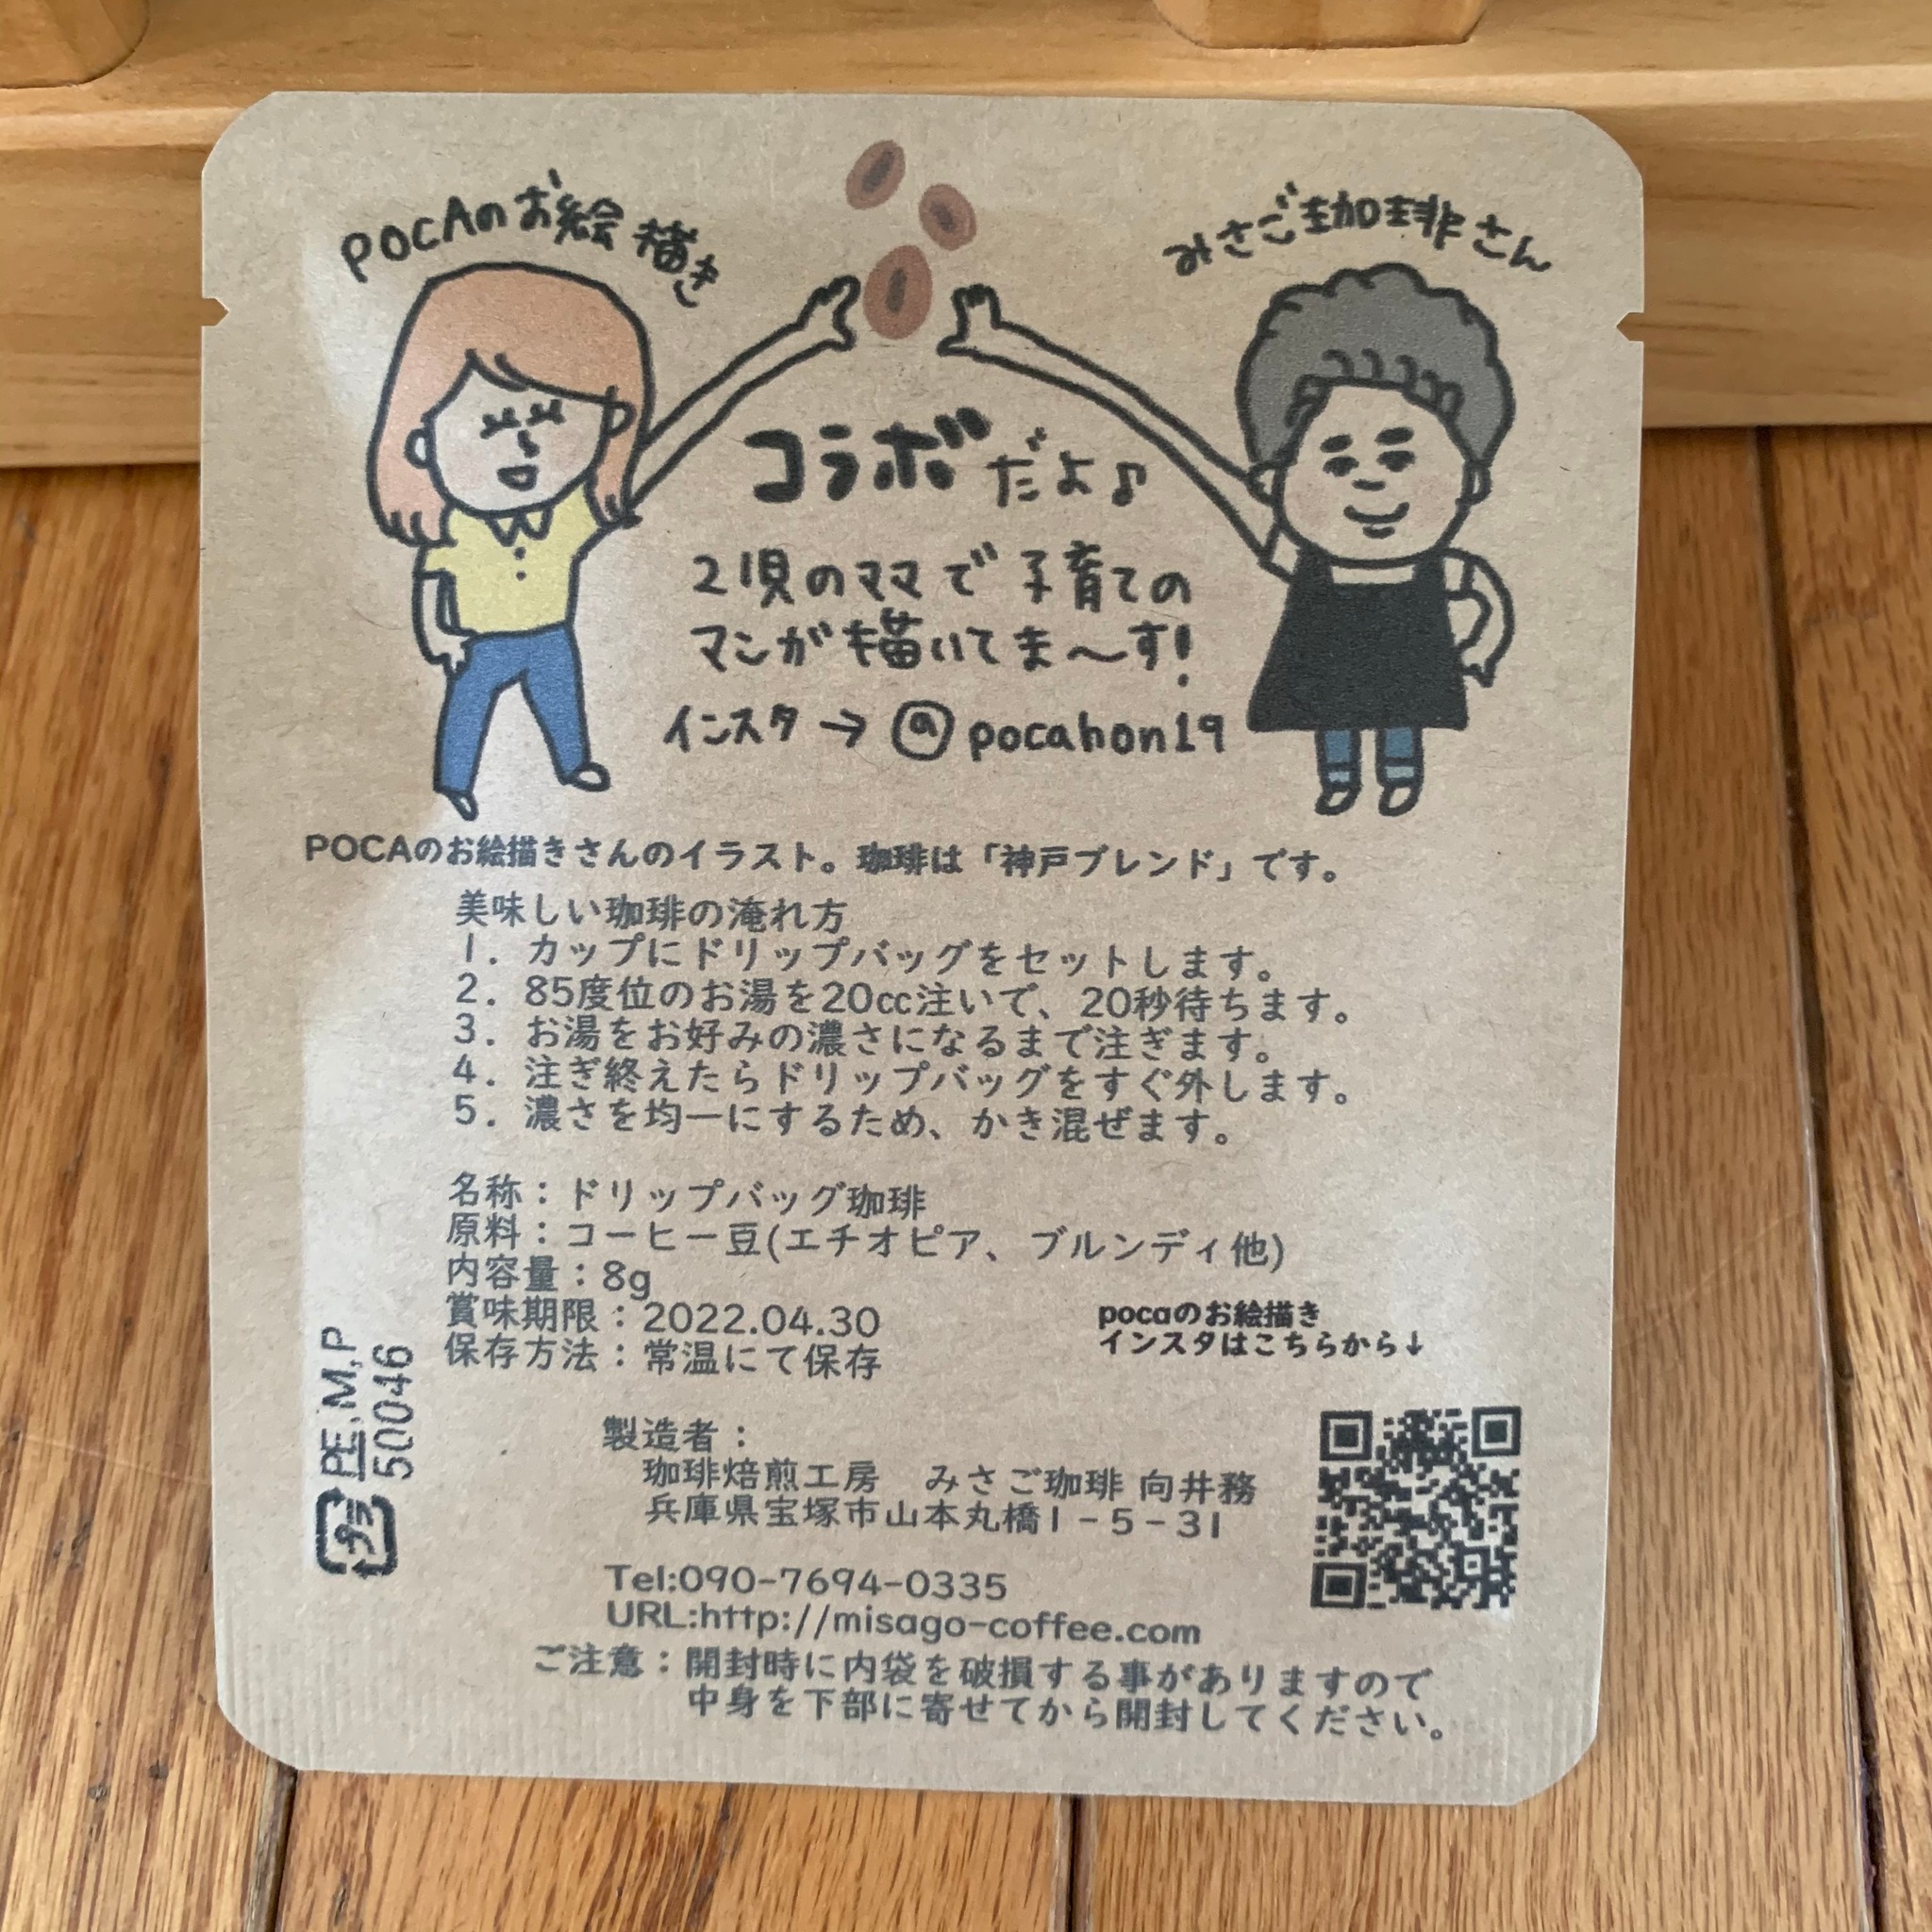 POCAのお絵描き
みさご珈琲さん
コラボだよ♪
2児のママで子育ての
マンガ描いてま〜す!
インスタ→@pocahon19
POCAのお絵描きさんのイラスト。珈琲は「神戸ブレンド」です。
美味しい珈琲の淹れ方
1. カップにドリップバッグをセットします。
2. 85度位のお湯を20cc注いで、20秒待ちます。
3. お湯をお好みの濃さになるまで注ぎます。
4. 注ぎ終えたらドリップバッグをすぐ外します。
5. 濃さを均一にするため、かき混ぜます。
名称：ドリップバッグ珈琲
原料：コーヒー豆(エチオピア、ブルンディ他)
内容量：8g
賞味期限：2022.04.30
保存方法：常温にて保存
pocaのお絵描き
インスタはこちらから↓
プラ PE,M,P
50046
製造者：
珈琲焙煎工房 みさご珈琲 向井務
兵庫県宝塚市山本丸橋1-5-31
Tel:090-7694-0335
URL:http://misago-coffee.com
ご注意：開封時に内袋を破損する事がありますので
中身を下部に寄せてから開封してください。